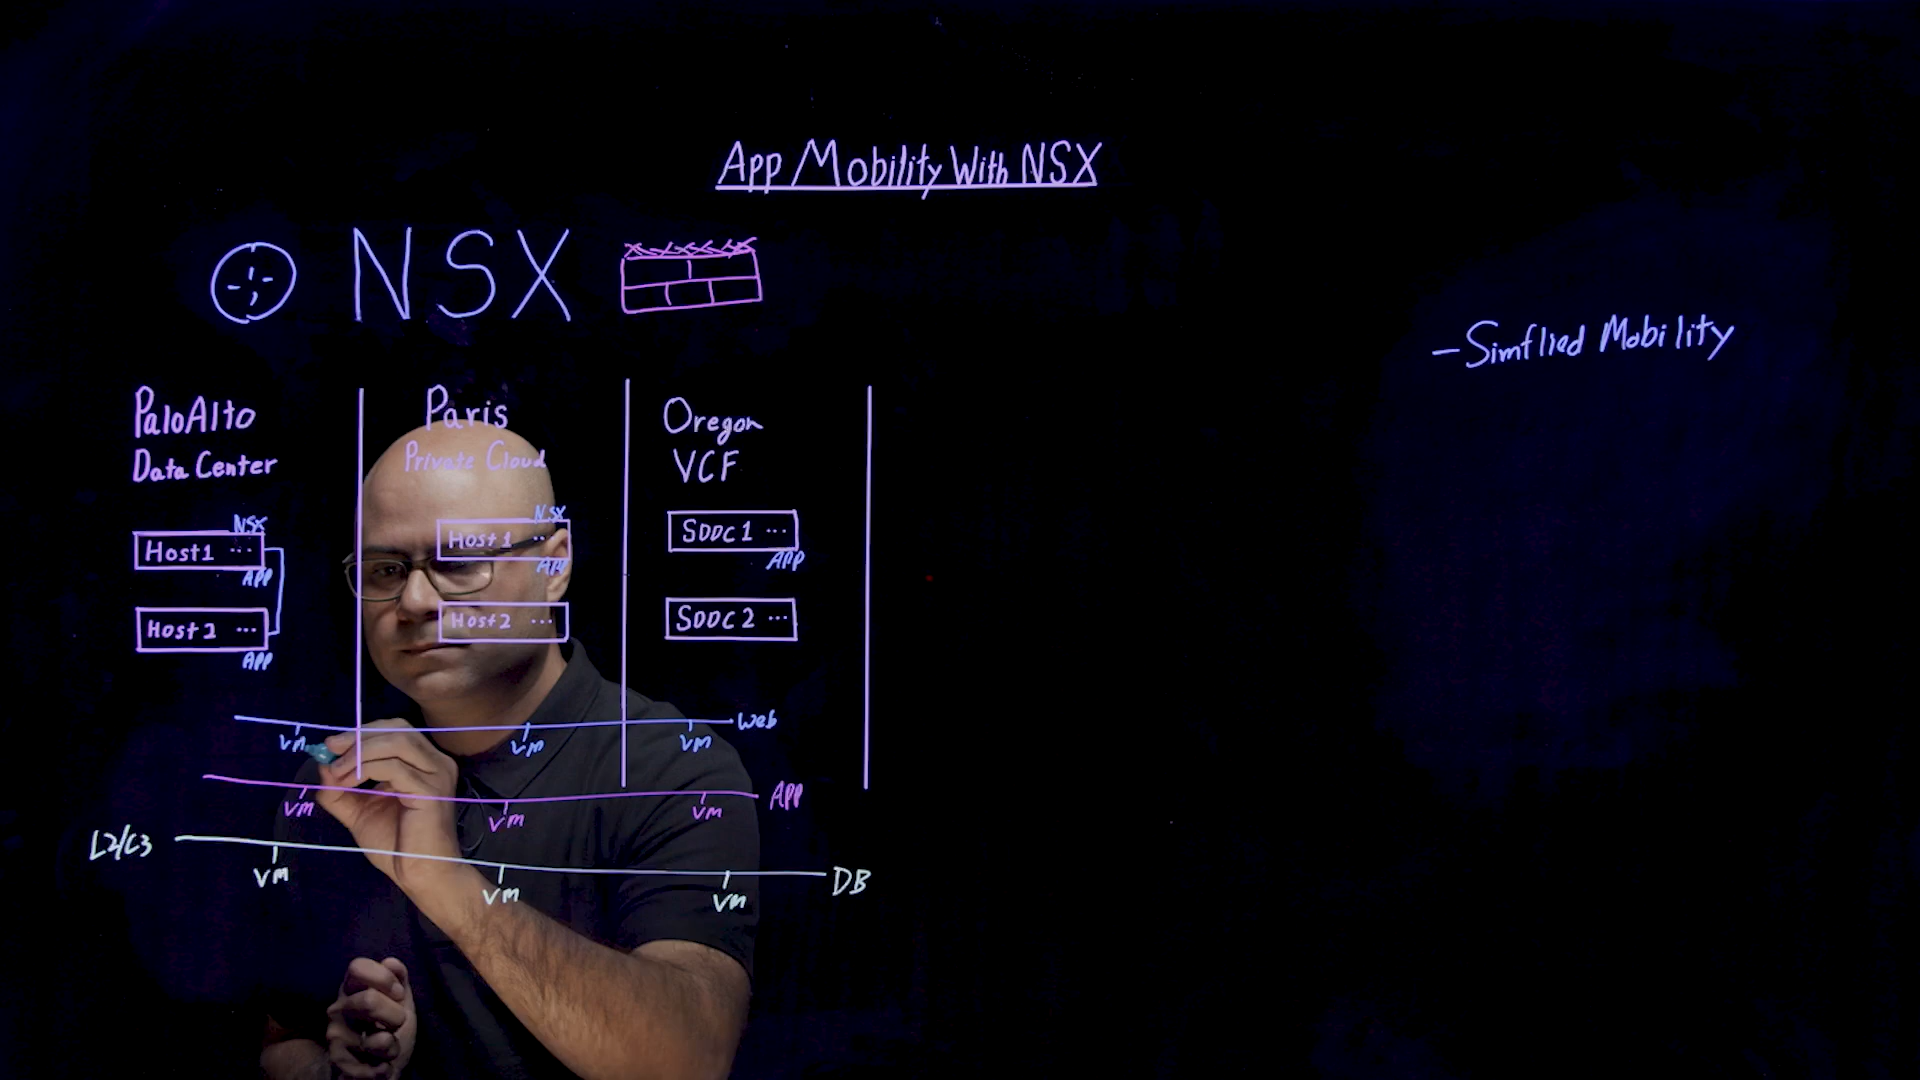 App Mobility With NSX
NSX
- Simflied Mobility
PaloAlto
Data Center
NSX
Host1 ...
APP
Host2 ...
APP
Paris
Private Cloud
NSX
Host1 ...
APP
Host2 ...
Oregon
VCF
SDDC1 ...
APP
SDDC2 ...
Web
VM VM VM
APP
VM VM VM
L2/L3
DB
VM VM VM